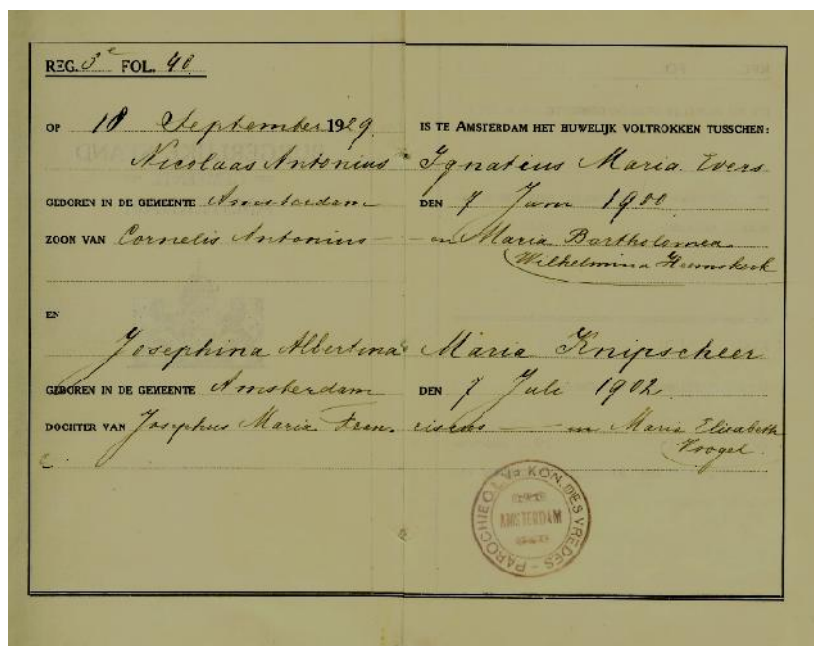 REG. 3e FOL. 40
OP 18 September 1929 IS TE AMSTERDAM HET HUWELIJK VOLTROKKEN TUSSCHEN:
Nicolaas Antonius Ignatius Maria Evers
GEBOREN IN DE GEMEENTE Amsterdam DEN 7 1900
ZOON VAN Cornelis Antonius — en Maria Bartholomea
Wilhelmina Heemskerk
EN
Josephina Albertina Maria Knipscheer
GEBOREN IN DE GEMEENTE Amsterdam DEN 7 Juli 1902
DOCHTER VAN Josephus Maria Franciscus — en Maria Elisabeth
PAROCHIE O.L.V. KON. DES VREDES
AMSTERDAM